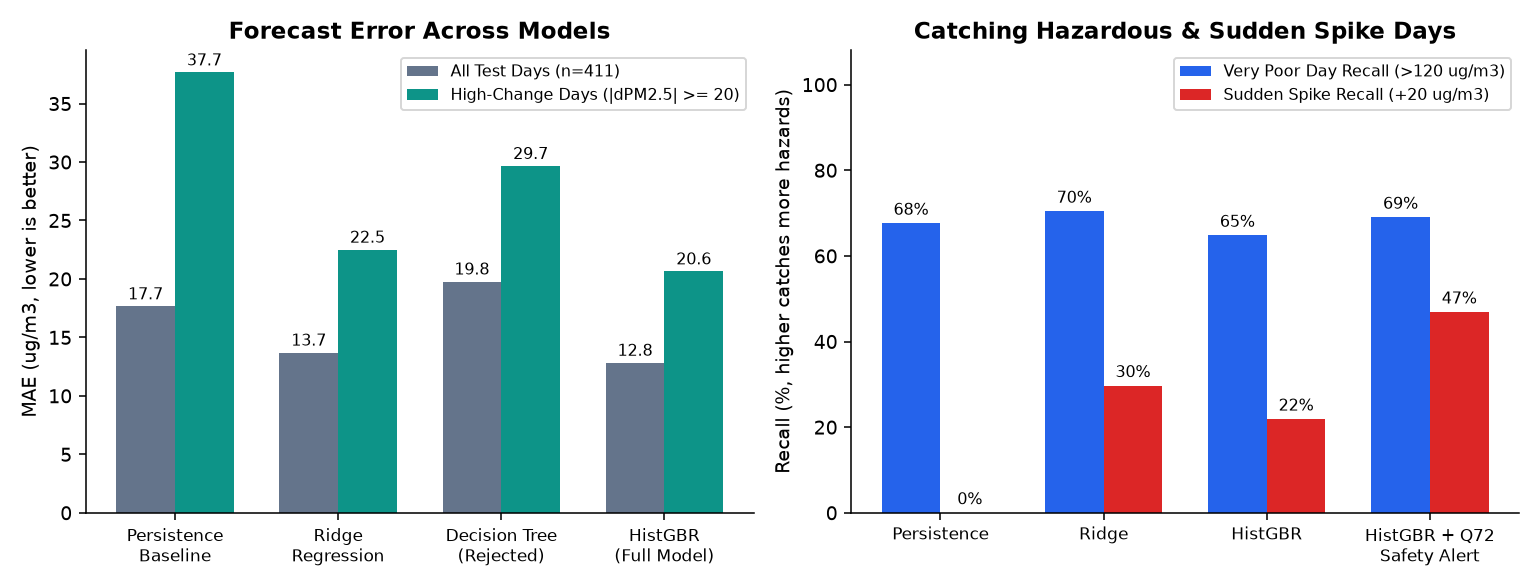 Forecast Error Across Models
MAE (ug/m3, lower is better)
35
30
25
20
15
10
5
0
All Test Days (n=411)
High-Change Days (|dPM2.5| >= 20)
17.7
37.7
13.7
22.5
19.8
29.7
12.8
20.6
Persistence
Baseline
Ridge
Regression
Decision Tree
(Rejected)
HistGBR
(Full Model)
Catching Hazardous & Sudden Spike Days
Recall (%, higher catches more hazards)
100
80
60
40
20
0
Very Poor Day Recall (>120 ug/m3)
Sudden Spike Recall (+20 ug/m3)
68%
0%
70%
30%
65%
22%
69%
47%
Persistence
Ridge
HistGBR
HistGBR + Q72
Safety Alert